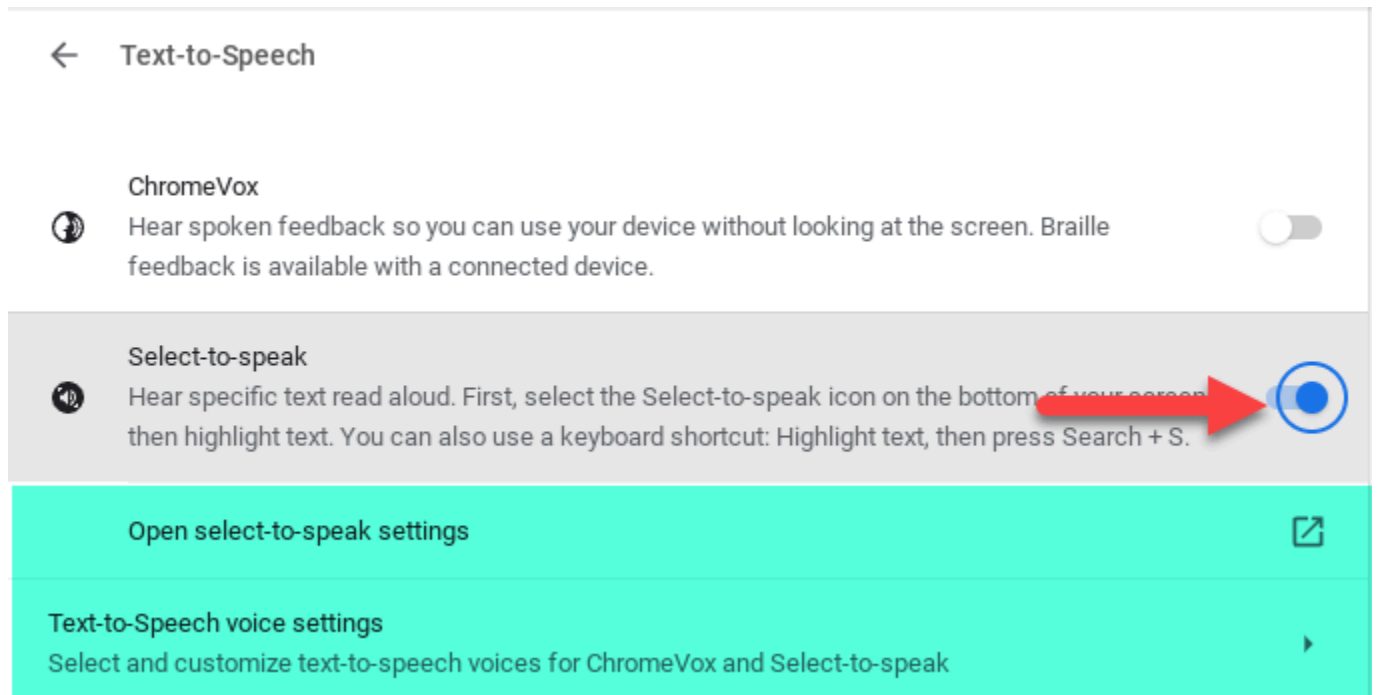 Text-to-Speech
ChromeVox
Hear spoken feedback so you can use your device without looking at the screen. Braille
feedback is available with a connected device.
Select-to-speak
Hear specific text read aloud. First, select the Select-to-speak icon on the bottom of your screen
then highlight text. You can also use a keyboard shortcut: Highlight text, then press Search + S.
Open select-to-speak settings
Text-to-Speech voice settings
Select and customize text-to-speech voices for ChromeVox and Select-to-speak